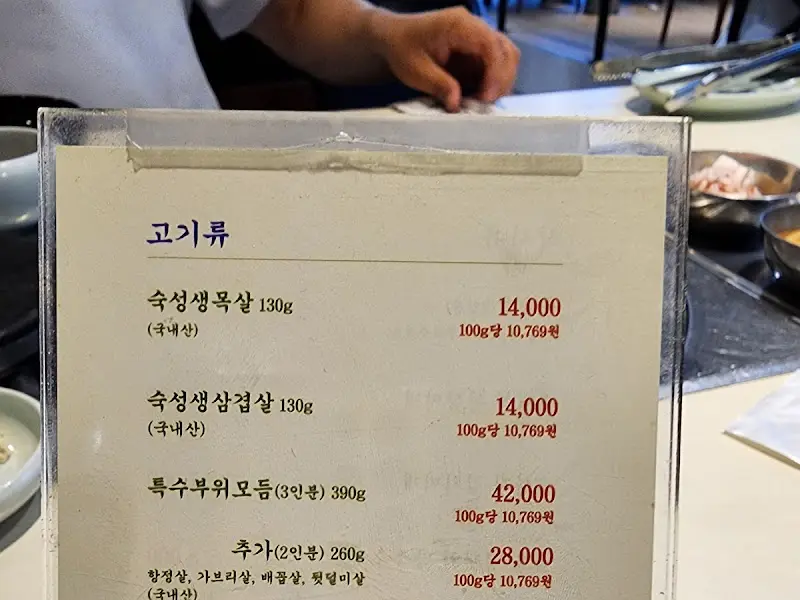 고기류
숙성생목살 130g 14,000
(국내산) 100g당 10,769원
숙성생삼겹살 130g 14,000
(국내산) 100g당 10,769원
특수부위모듬(3인분) 390g 42,000
100g당 10,769원
추가(2인분) 260g 28,000
항정살, 가브리살, 배꼽살, 뒷덜미살 100g당 10,769원
(국내산)